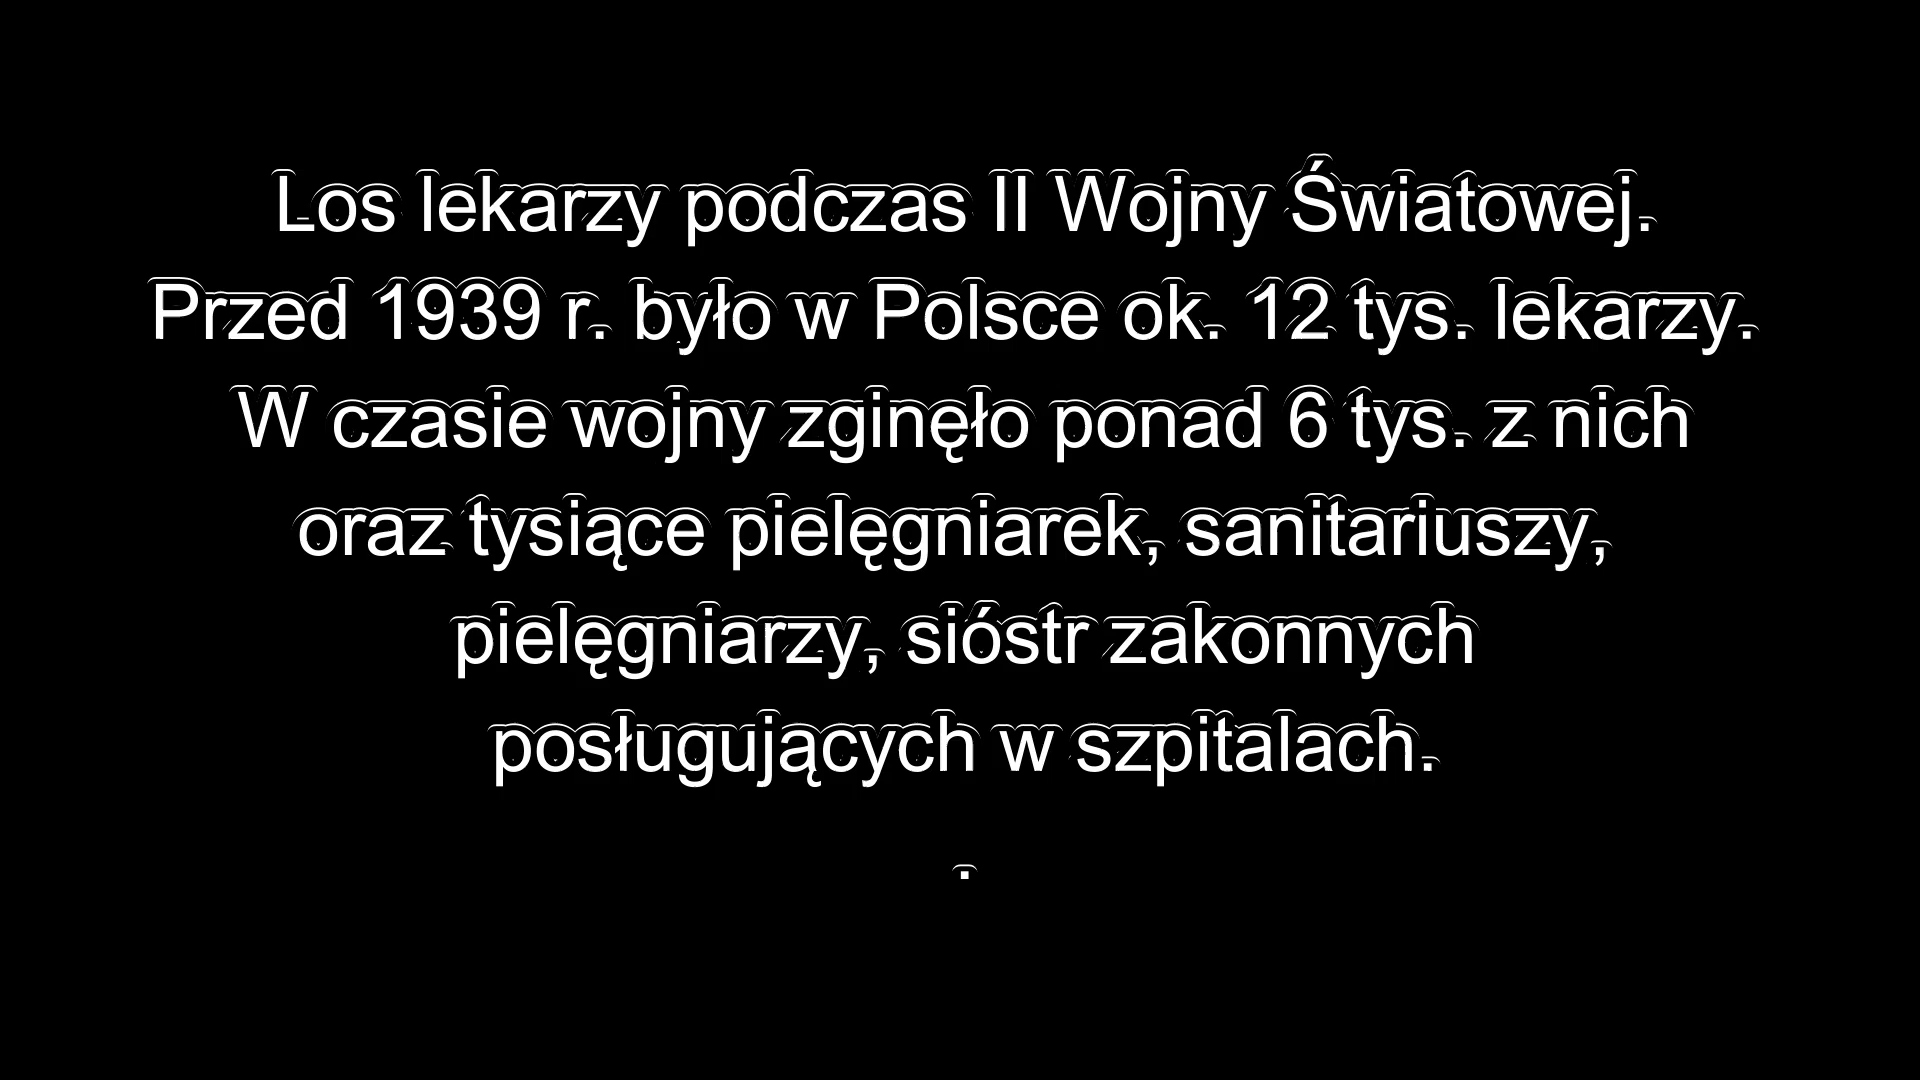 Los lekarzy podczas II Wojny Światowej.
Przed 1939 r. było w Polsce ok. 12 tys. lekarzy.
W czasie wojny zginęło ponad 6 tys. z nich
oraz tysiące pielęgniarek, sanitariuszy,
pielęgniarzy, sióstr zakonnych
posługujących w szpitalach.
.